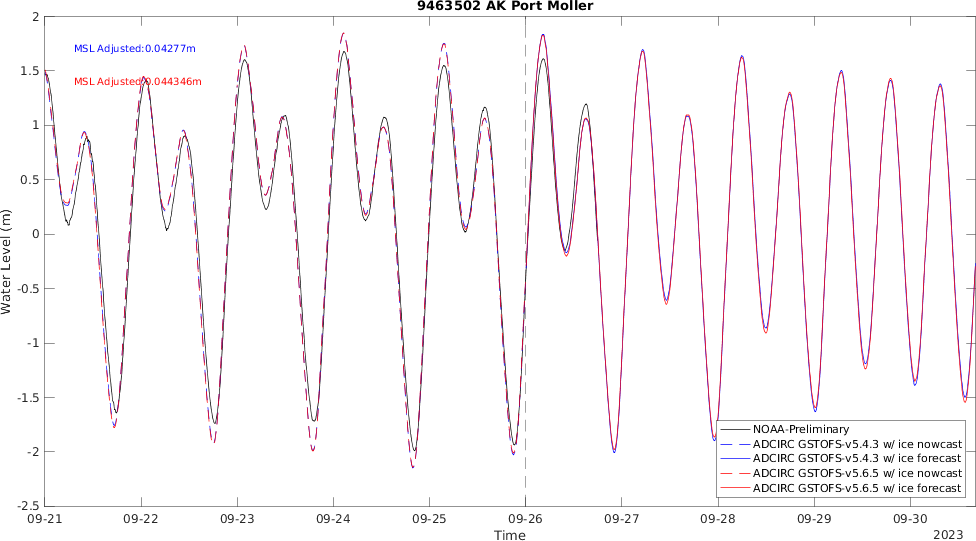 9463502 AK Port Moller
2
1.5
1
0.5
0
-0.5
-1
-1.5
-2
-2.5
Water Level (m)
MSL Adjusted:0.04277m
MSL Adjusted:0.044346m
NOAA-Preliminary
ADCIRC GSTOFS-v5.4.3 w/ ice nowcast
ADCIRC GSTOFS-v5.4.3 w/ ice forecast
ADCIRC GSTOFS-v5.6.5 w/ ice nowcast
ADCIRC GSTOFS-v5.6.5 w/ ice forecast
09-21 09-22 09-23 09-24 09-25 09-26 09-27 09-28 09-29 09-30
Time
2023